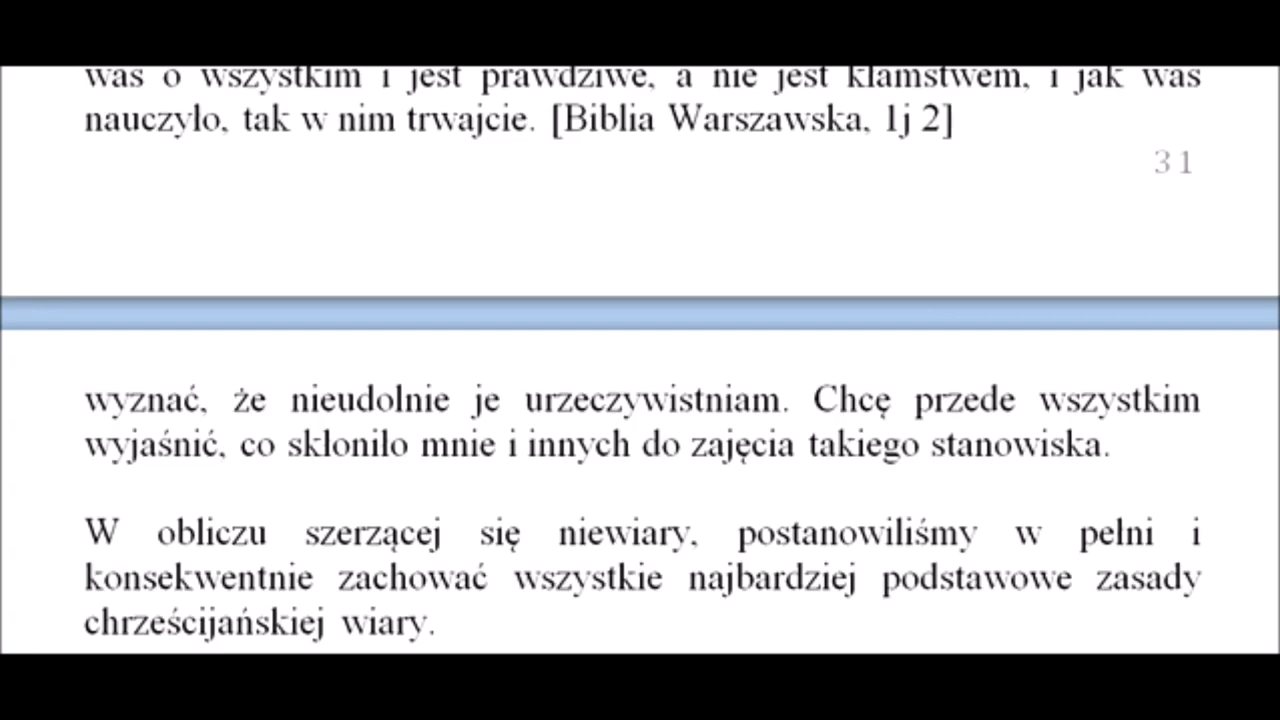 was o wszystkim i jest prawdziwe, a nie jest kłamstwem, i jak was
nauczyło, tak w nim trwajcie. [Biblia Warszawska, 1j 2]
31
wyznać, że nieudolnie je urzeczywistniam. Chcę przede wszystkim
wyjaśnić, co skłoniło mnie i innych do zajęcia takiego stanowiska.
W obliczu szerzącej się niewiary, postanowiliśmy w pełni i
konsekwentnie zachować wszystkie najbardziej podstawowe zasady
chrześcijańskiej wiary.